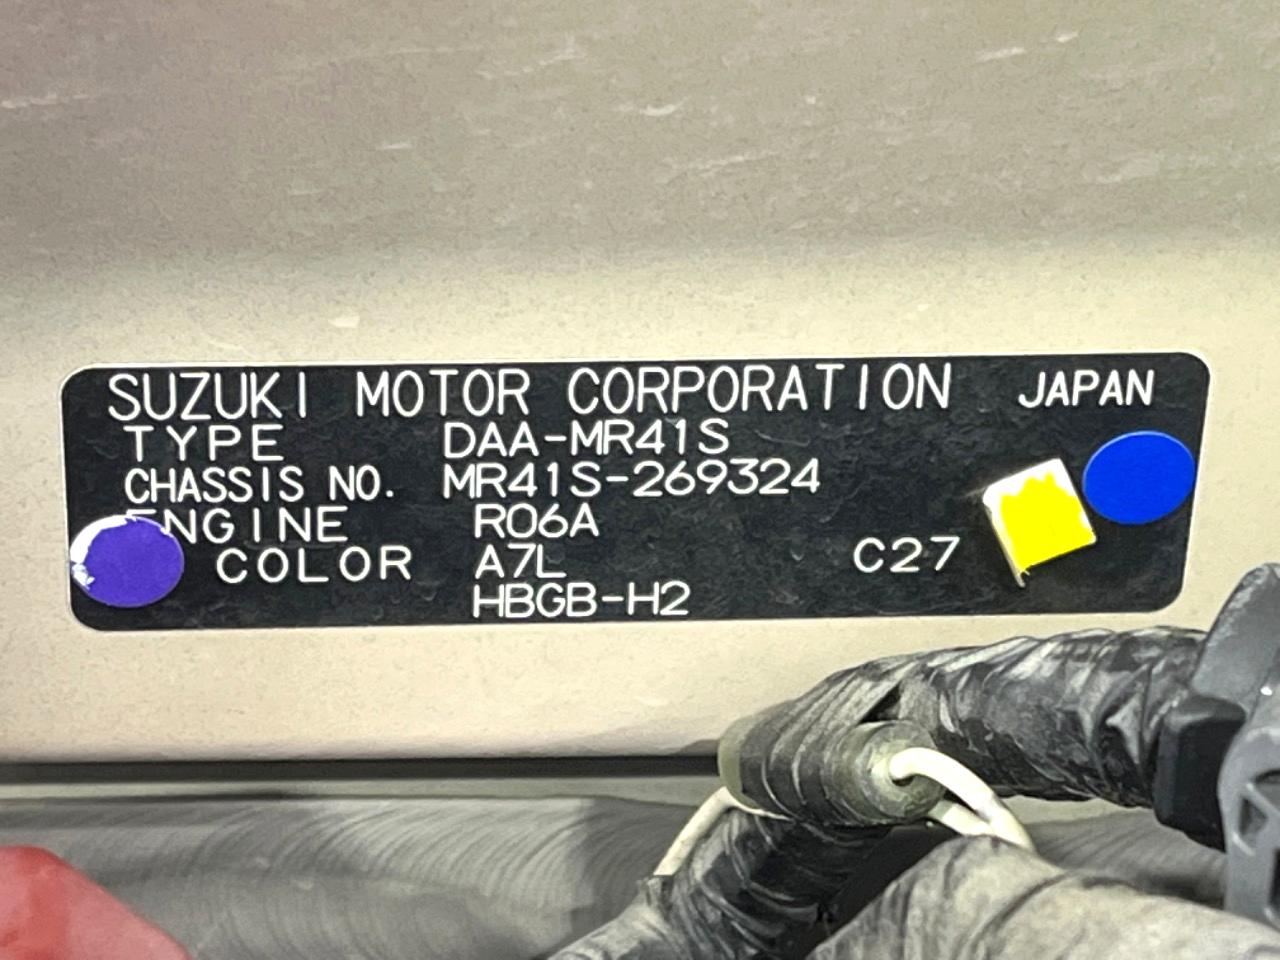 SUZUKI MOTOR CORPORATION JAPAN
TYPE DAA-MR41S
CHASSIS NO. MR41S-269324
ENGINE R06A
COLOR A7L C27
HBGB-H2